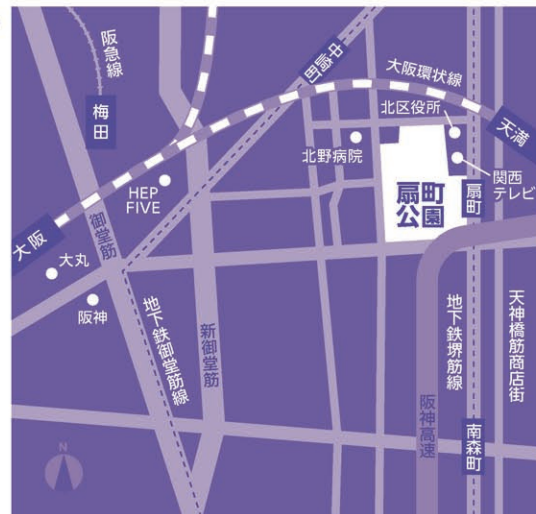 阪急線
梅田
中崎町
大阪環状線
北区役所
天満
北野病院
関西
テレビ
HEP
FIVE
扇町
公園
扇町
大阪
御堂筋
大丸
阪神
地下鉄御堂筋線
新御堂筋
地下鉄堺筋線
天神橋筋商店街
阪神高速
南森町
N